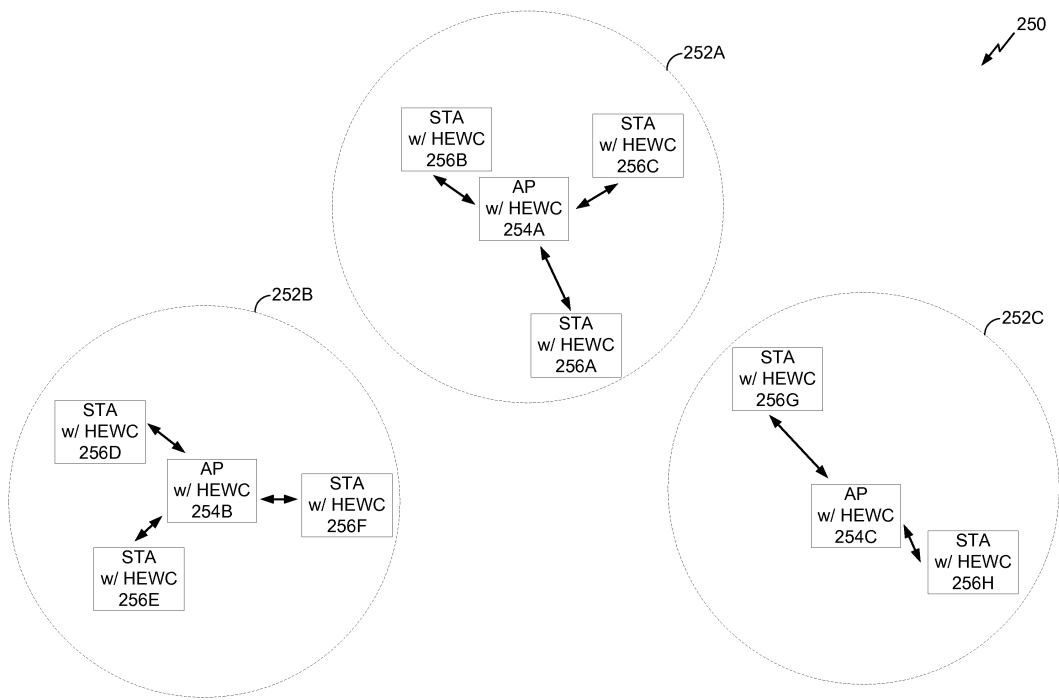 250
252A
STA
w/ HEWC
256B
STA
w/ HEWC
256C
AP
w/ HEWC
254A
STA
w/ HEWC
256A
252B
STA
w/ HEWC
256D
AP
w/ HEWC
254B
STA
w/ HEWC
256F
STA
w/ HEWC
256E
252C
STA
w/ HEWC
256G
AP
w/ HEWC
254C
STA
w/ HEWC
256H